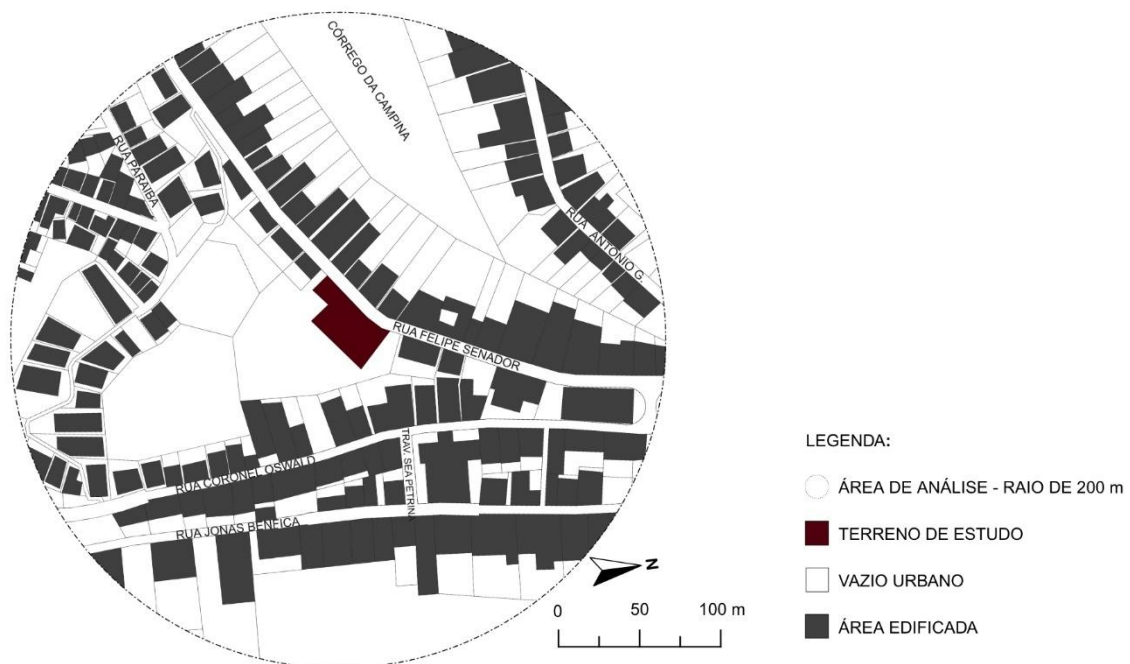 CÓRREGO DA CAMPINA
RUA PARAIBA
RUA ANTONIO G.
RUA FELIPE SENADOR
TRAV. SEA PETRINA
RUA CORONEL OSWALD
RUA JONAS BENFICA
N
0 50 100 m
LEGENDA:
ÁREA DE ANÁLISE - RAIO DE 200 m
TERRENO DE ESTUDO
VAZIO URBANO
ÁREA EDIFICADA